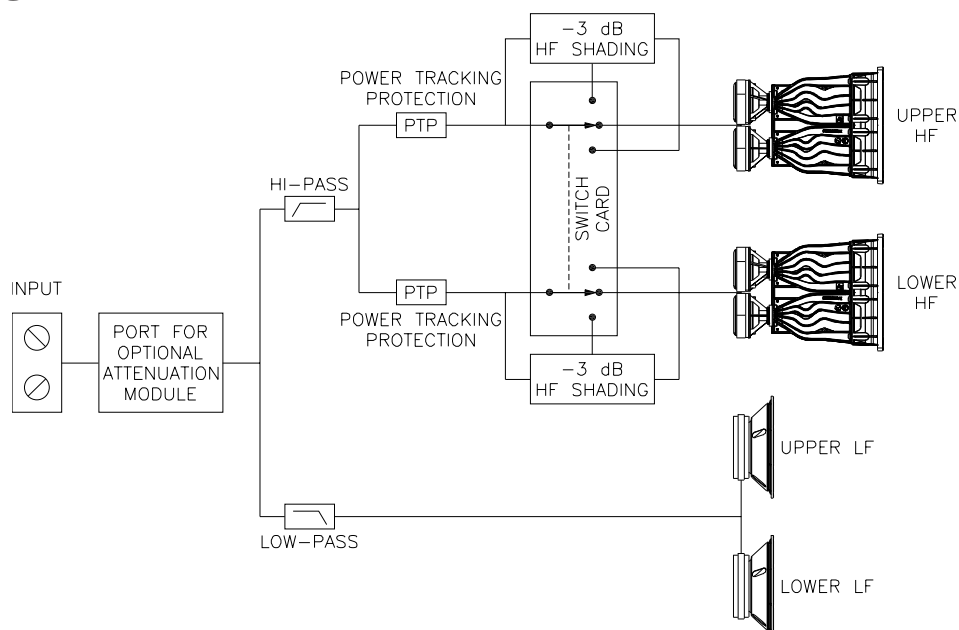 −3 dB
HF SHADING
POWER TRACKING
PROTECTION
PTP
UPPER
HF
HI−PASS
SWITCH
CARD
INPUT
PTP
POWER TRACKING
PROTECTION
LOWER
HF
PORT FOR
OPTIONAL
ATTENUATION
MODULE
−3 dB
HF SHADING
UPPER LF
LOW−PASS
LOWER LF